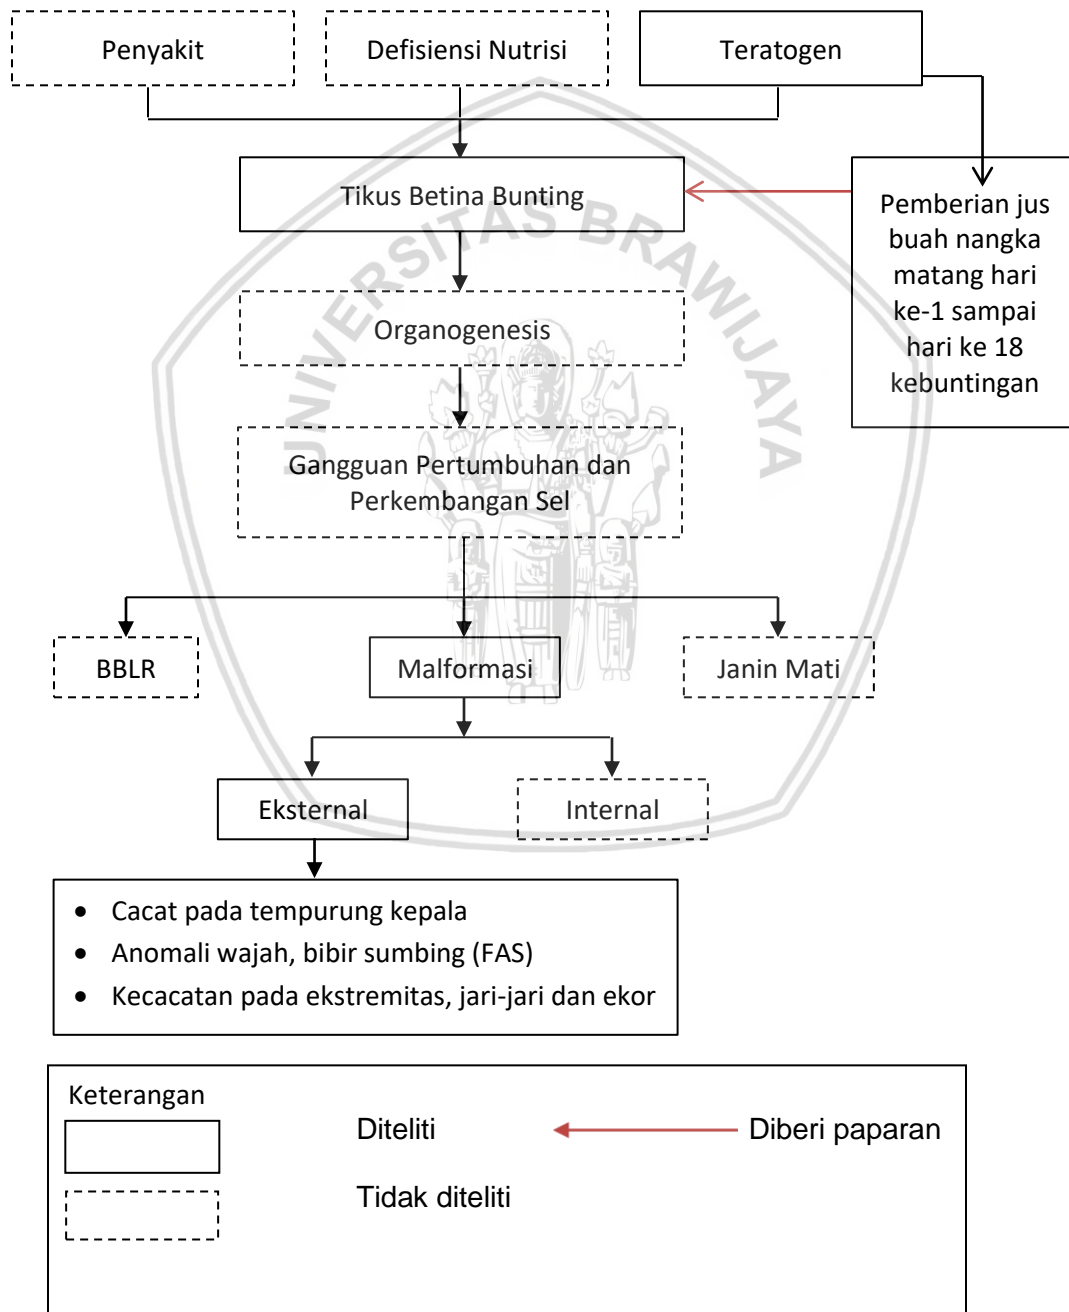 Penyakit
Defisiensi Nutrisi
Teratogen
Tikus Betina Bunting
Pemberian jus
buah nangka
matang hari
ke-1 sampai
hari ke 18
kebuntingan
UNIVERSITAS BRAWIJAYA
Organogenesis
Gangguan Pertumbuhan dan
Perkembangan Sel
BBLR
Malformasi
Janin Mati
Eksternal
Internal
• Cacat pada tempurung kepala
• Anomali wajah, bibir sumbing (FAS)
• Kecacatan pada ekstremitas, jari-jari dan ekor
Keterangan
Diteliti
Diberi paparan
Tidak diteliti